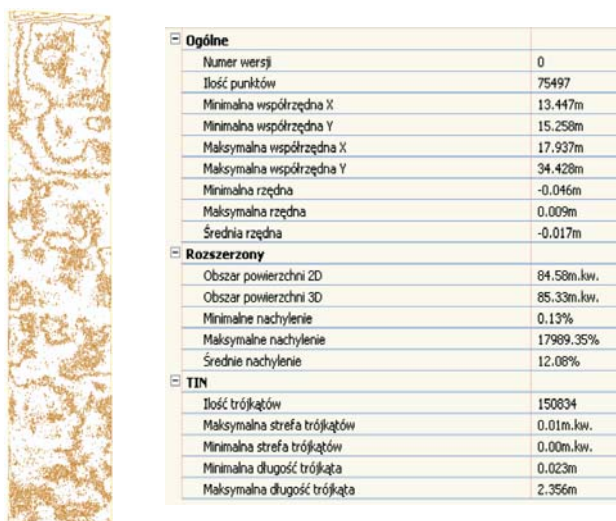 Ogólne
Numer wersji 0
Ilość punktów 75497
Minimalna współrzędna X 13.447m
Minimalna współrzędna Y 15.258m
Maksymalna współrzędna X 17.937m
Maksymalna współrzędna Y 34.428m
Minimalna rzędna -0.046m
Maksymalna rzędna 0.009m
Średnia rzędna -0.017m
Rozszerzony
Obszar powierzchni 2D 84.58m.kw.
Obszar powierzchni 3D 85.33m.kw.
Minimalne nachylenie 0.13%
Maksymalne nachylenie 17989.35%
Średnie nachylenie 12.08%
TIN
Ilość trójkątów 150834
Maksymalna strefa trójkątów 0.01m.kw.
Minimalna strefa trójkątów 0.00m.kw.
Minimalna długość trójkąta 0.023m
Maksymalna długość trójkąta 2.356m